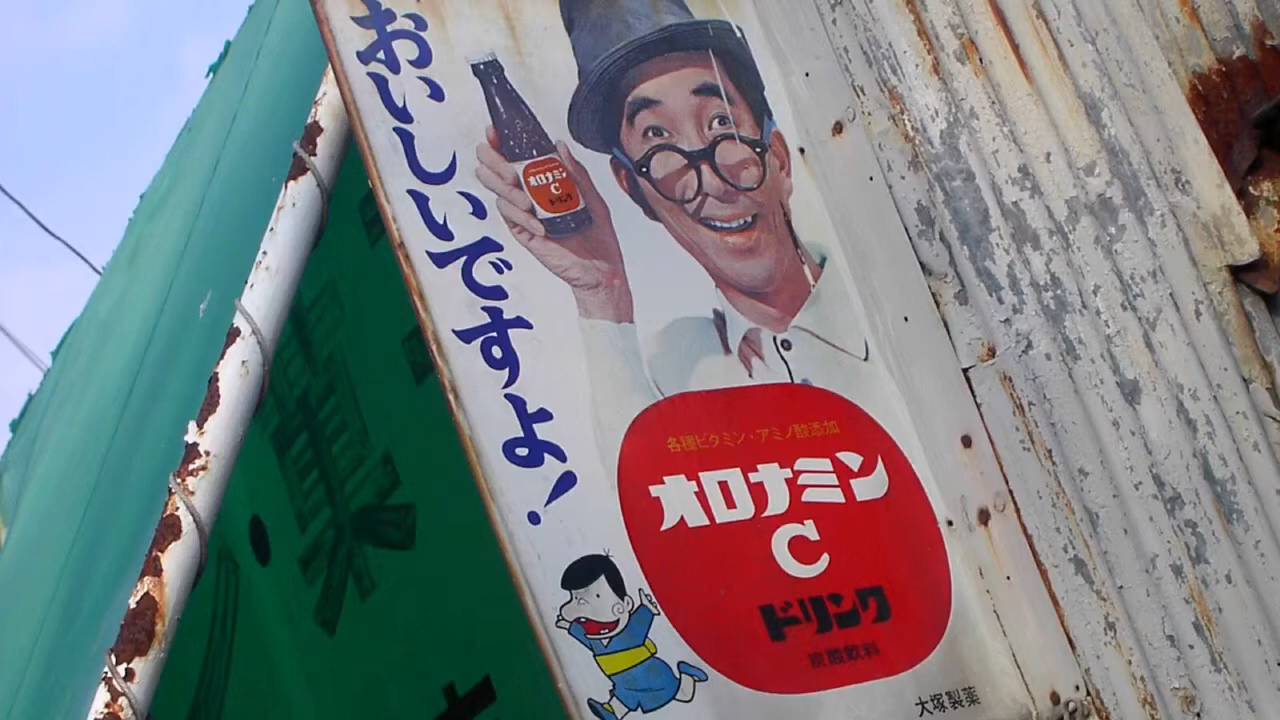 おいしいですよ!
オロナミン
C
ドリンク
各種ビタミン・アミノ酸添加
オロナミン
C
ドリンク
炭酸飲料
大塚製薬